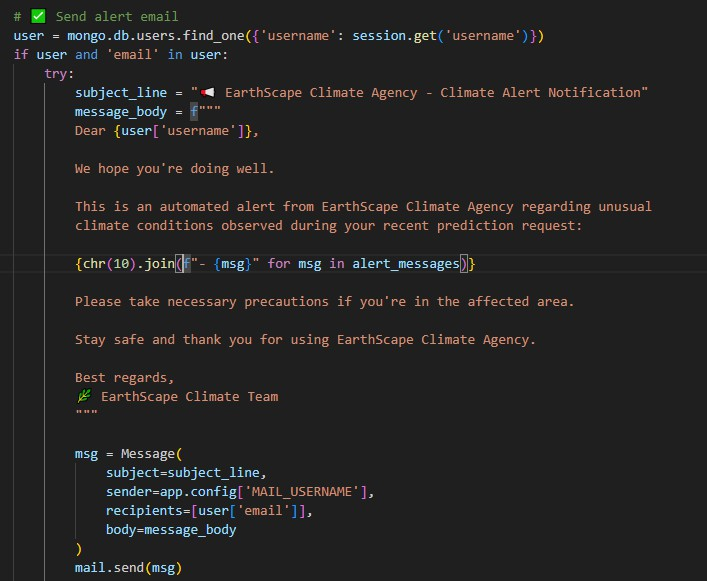 # ✅ Send alert email
user = mongo.db.users.find_one({'username': session.get('username')})
if user and 'email' in user:
    try:
        subject_line = "📢 EarthScape Climate Agency - Climate Alert Notification"
        message_body = f"""
        Dear {user['username']},

        We hope you're doing well.

        This is an automated alert from EarthScape Climate Agency regarding unusual
        climate conditions observed during your recent prediction request:

        {chr(10).join(f"- {msg}" for msg in alert_messages)}

        Please take necessary precautions if you're in the affected area.

        Stay safe and thank you for using EarthScape Climate Agency.

        Best regards,
        🌿 EarthScape Climate Team
        """

        msg = Message(
            subject=subject_line,
            sender=app.config['MAIL_USERNAME'],
            recipients=[user['email']],
            body=message_body
        )
        mail.send(msg)